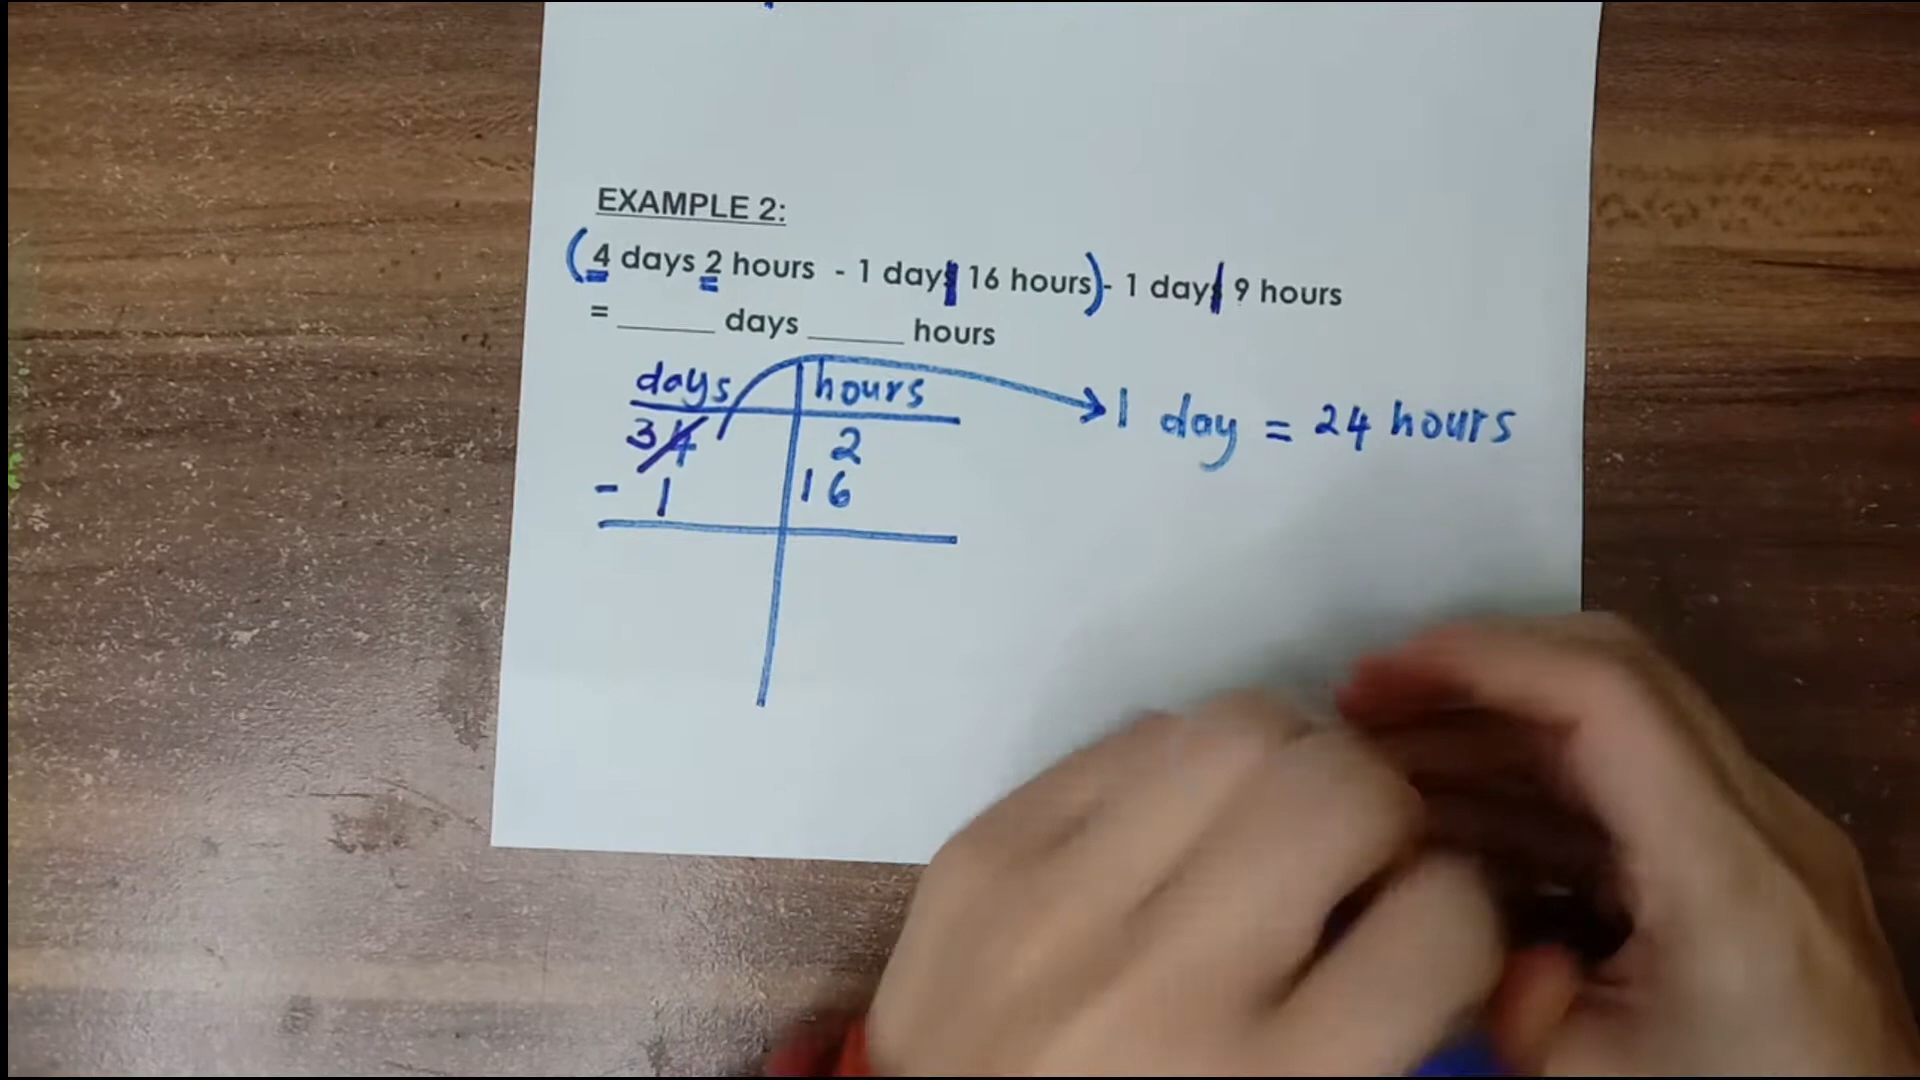 EXAMPLE 2:
(4 days 2 hours - 1 day 16 hours) - 1 day 9 hours
= ______ days ______ hours
days hours
3 4 2
- 1 16
1 day = 24 hours